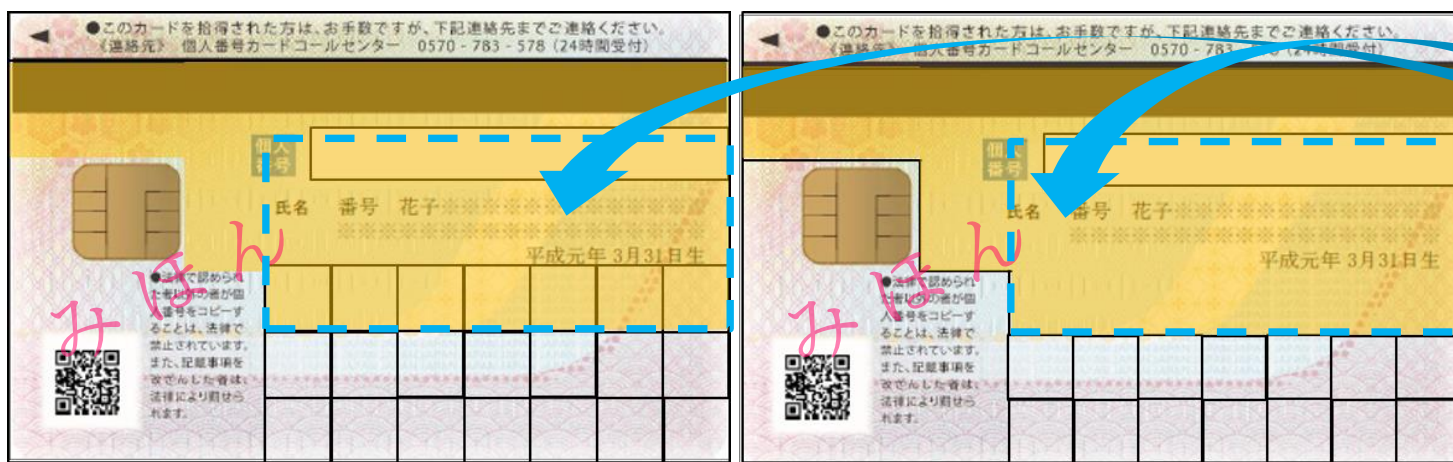 ●このカードを拾得された方は、お手数ですが、下記連絡先までご連絡ください。
《連絡先》 個人番号カードコールセンター 0570-783-578（24時間受付）
個人
番号
氏名 番号 花子※※※※※※※※※※※※※※
※※※※※※※※※※※※※※※※※※
平成元年 3月31日生
みほん
●法律で認められ
た者以外の者が個
人番号をコピーす
ることは、法律で
禁止されています。
また、記載事項を
改ざんした者は、
法律により罰せら
れます。
●このカードを拾得された方は、お手数ですが、下記連絡先までご連絡ください。
《連絡先》 個人番号カードコールセンター 0570-783- （24時間受付）
個人
番号
氏名 番号 花子※※※※※※※※※※※※※
※※※※※※※※※※※※※※※※※※
平成元年 3月31日生
みほん
●法律で認められ
た者以外の者が個
人番号をコピーす
ることは、法律で
禁止されています。
また、記載事項を
改ざんした者は、
法律により罰せら
れます。